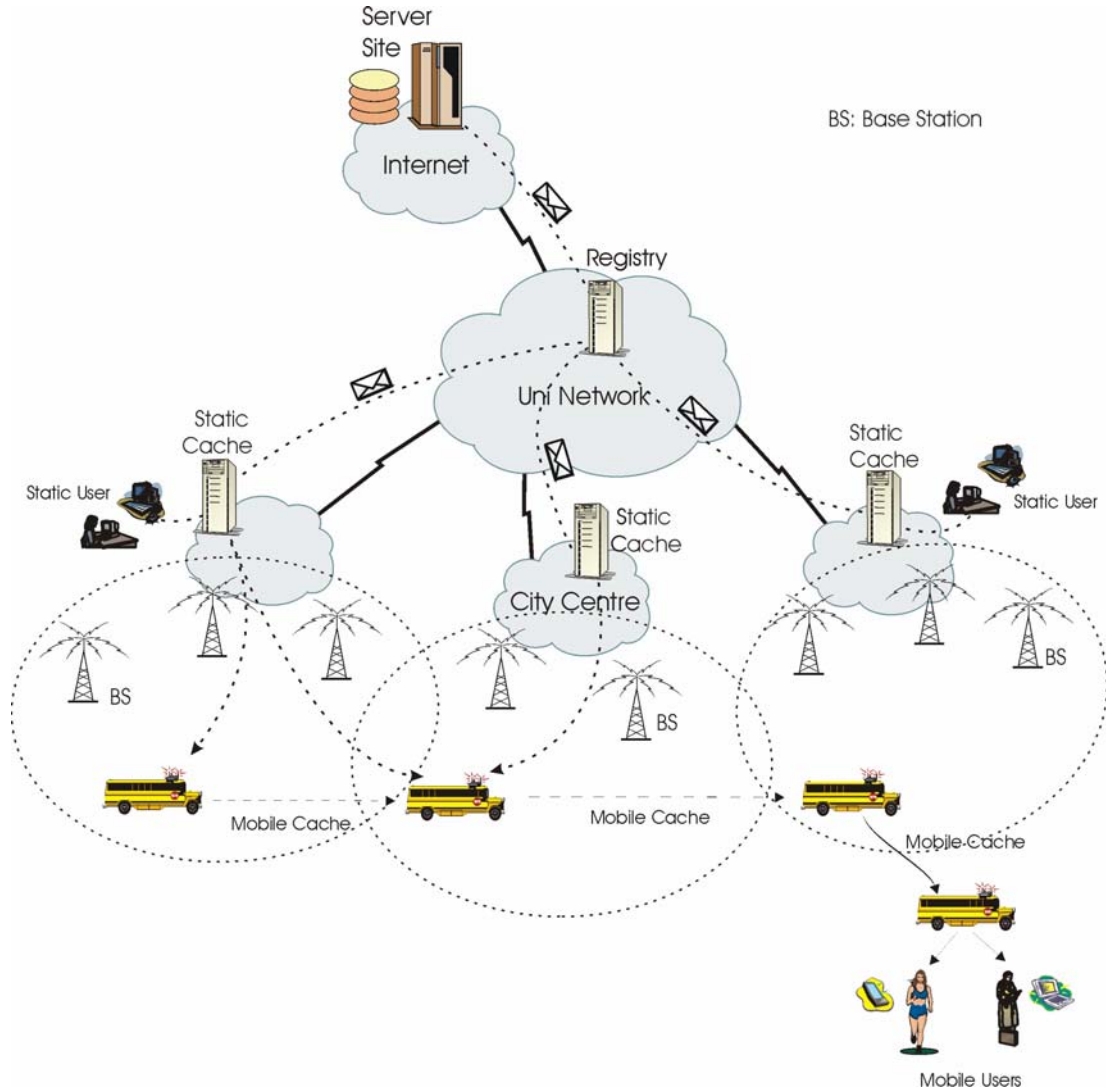 Server
Site
BS: Base Station
Internet
Registry
Uni Network
Static
Cache
Static
Cache
Static User
Static User
Static
Cache
City Centre
BS
BS
BS
Mobile Cache
Mobile Cache
Mobile Cache
Mobile Users